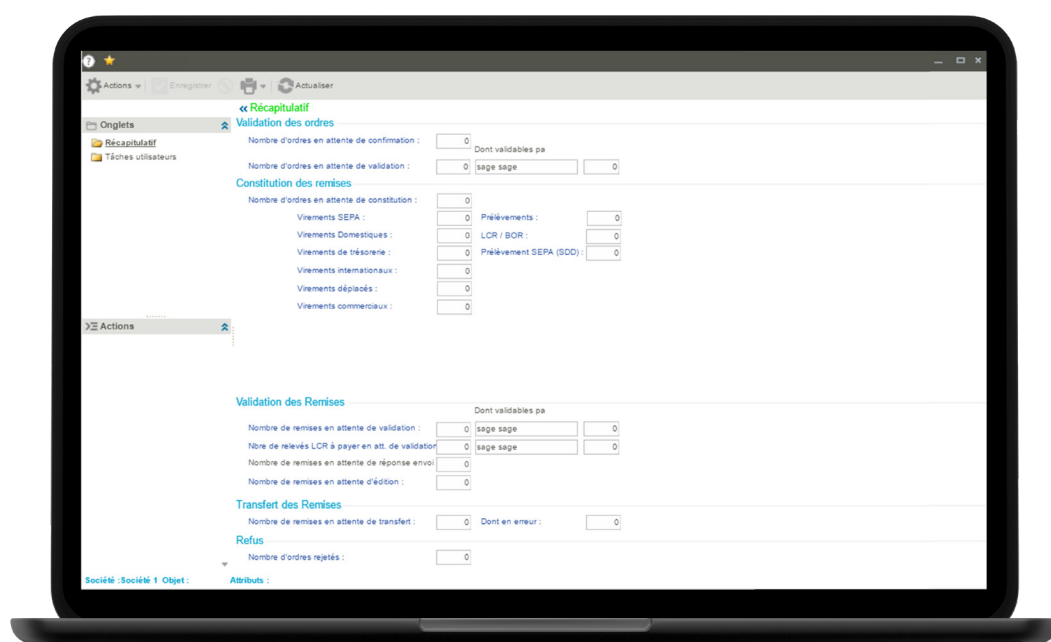 ?
Actions Enregistrer Actualiser
« Récapitulatif
Onglets
Récapitulatif
Tâches utilisateurs
Validation des ordres
Nombre d'ordres en attente de confirmation : 0
Dont validables pa
Nombre d'ordres en attente de validation : 0 sage sage 0
Constitution des remises
Nombre d'ordres en attente de constitution : 0
Virements SEPA : 0 Prélèvements : 0
Virements Domestiques : 0 LCR / BOR : 0
Virements de trésorerie : 0 Prélèvement SEPA (SDD) : 0
Virements internationaux : 0
Virements déplacés : 0
Virements commerciaux : 0
Actions
Validation des Remises
Dont validables pa
Nombre de remises en attente de validation : 0 sage sage 0
Nbre de relevés LCR à payer en att. de validation 0 sage sage 0
Nombre de remises en attente de réponse envoi 0
Nombre de remises en attente d'édition : 0
Transfert des Remises
Nombre de remises en attente de transfert : 0 Dont en erreur : 0
Refus
Nombre d'ordres rejetés : 0
Société :Société 1 Objet : Attributs :